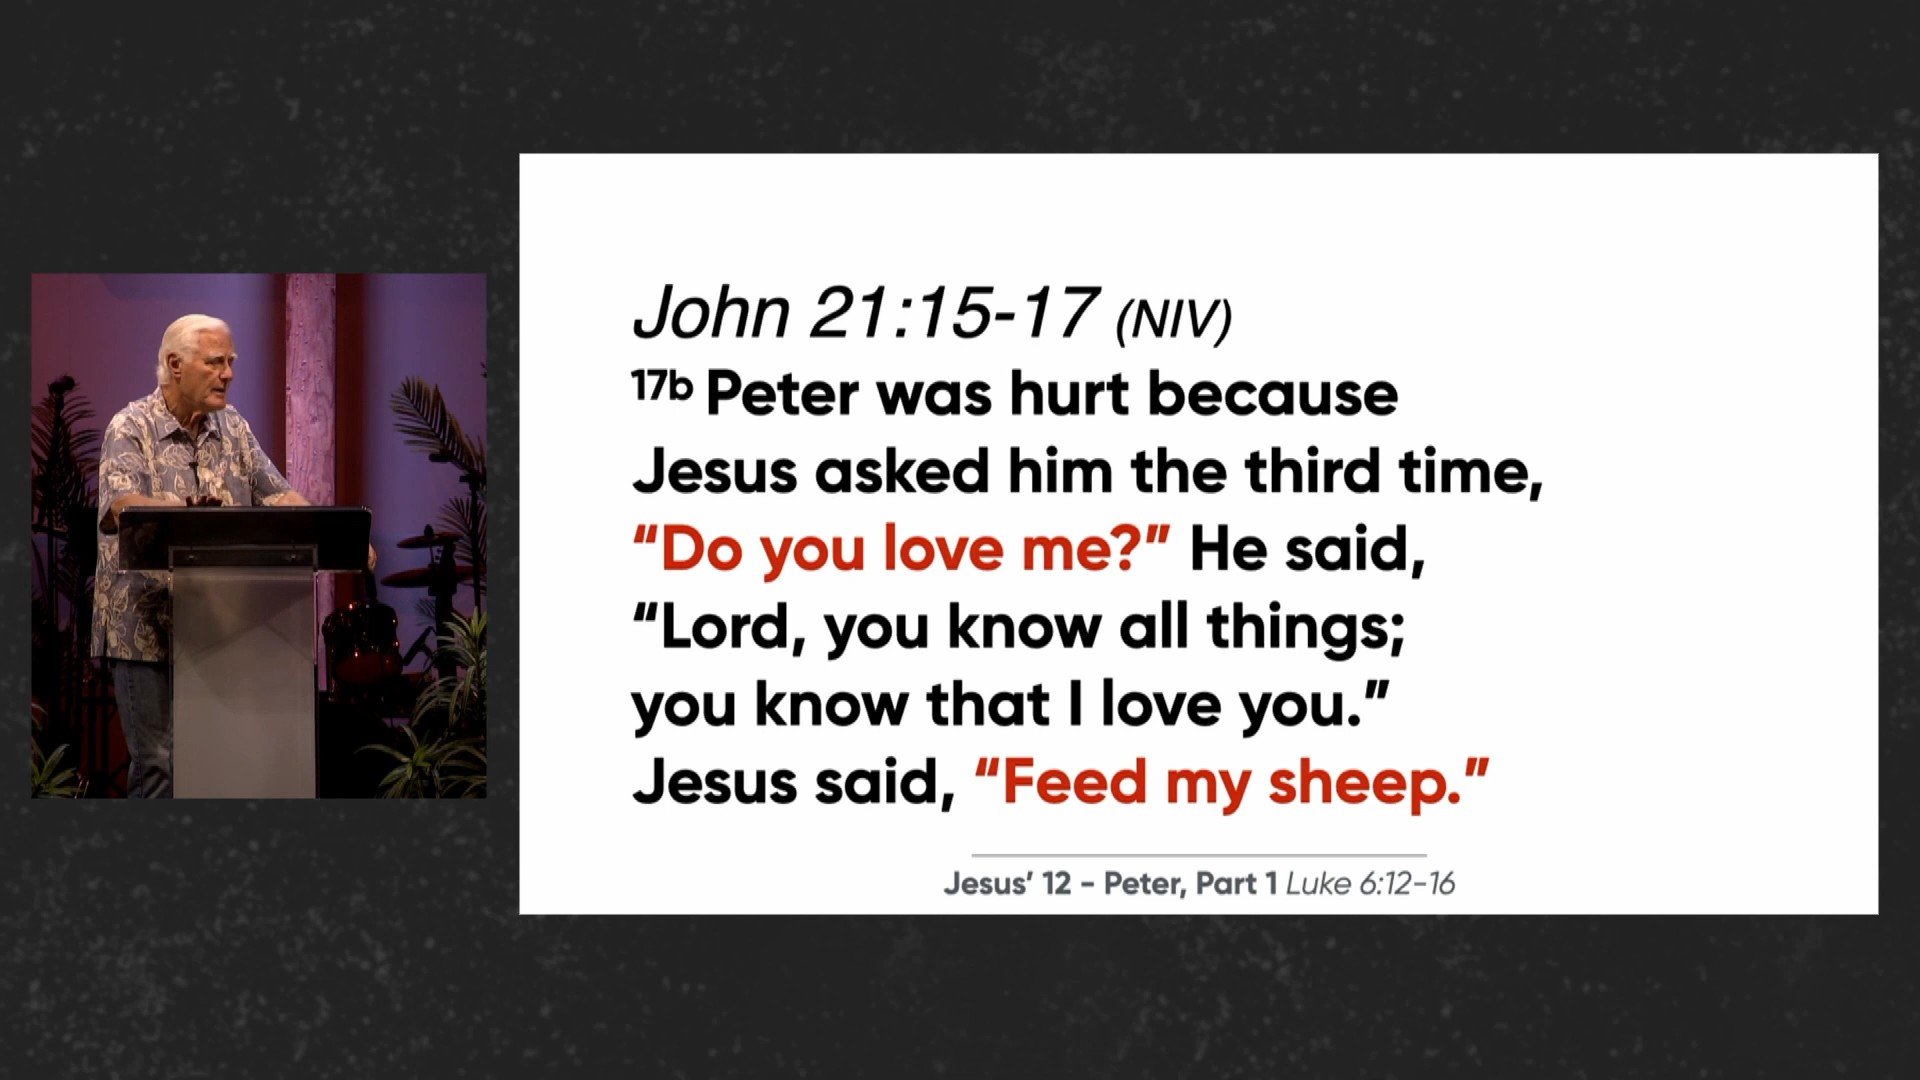 John 21:15-17 (NIV)
17b Peter was hurt because
Jesus asked him the third time,
“Do you love me?” He said,
“Lord, you know all things;
you know that I love you.”
Jesus said, “Feed my sheep.”
Jesus’ 12 - Peter, Part 1 Luke 6:12-16